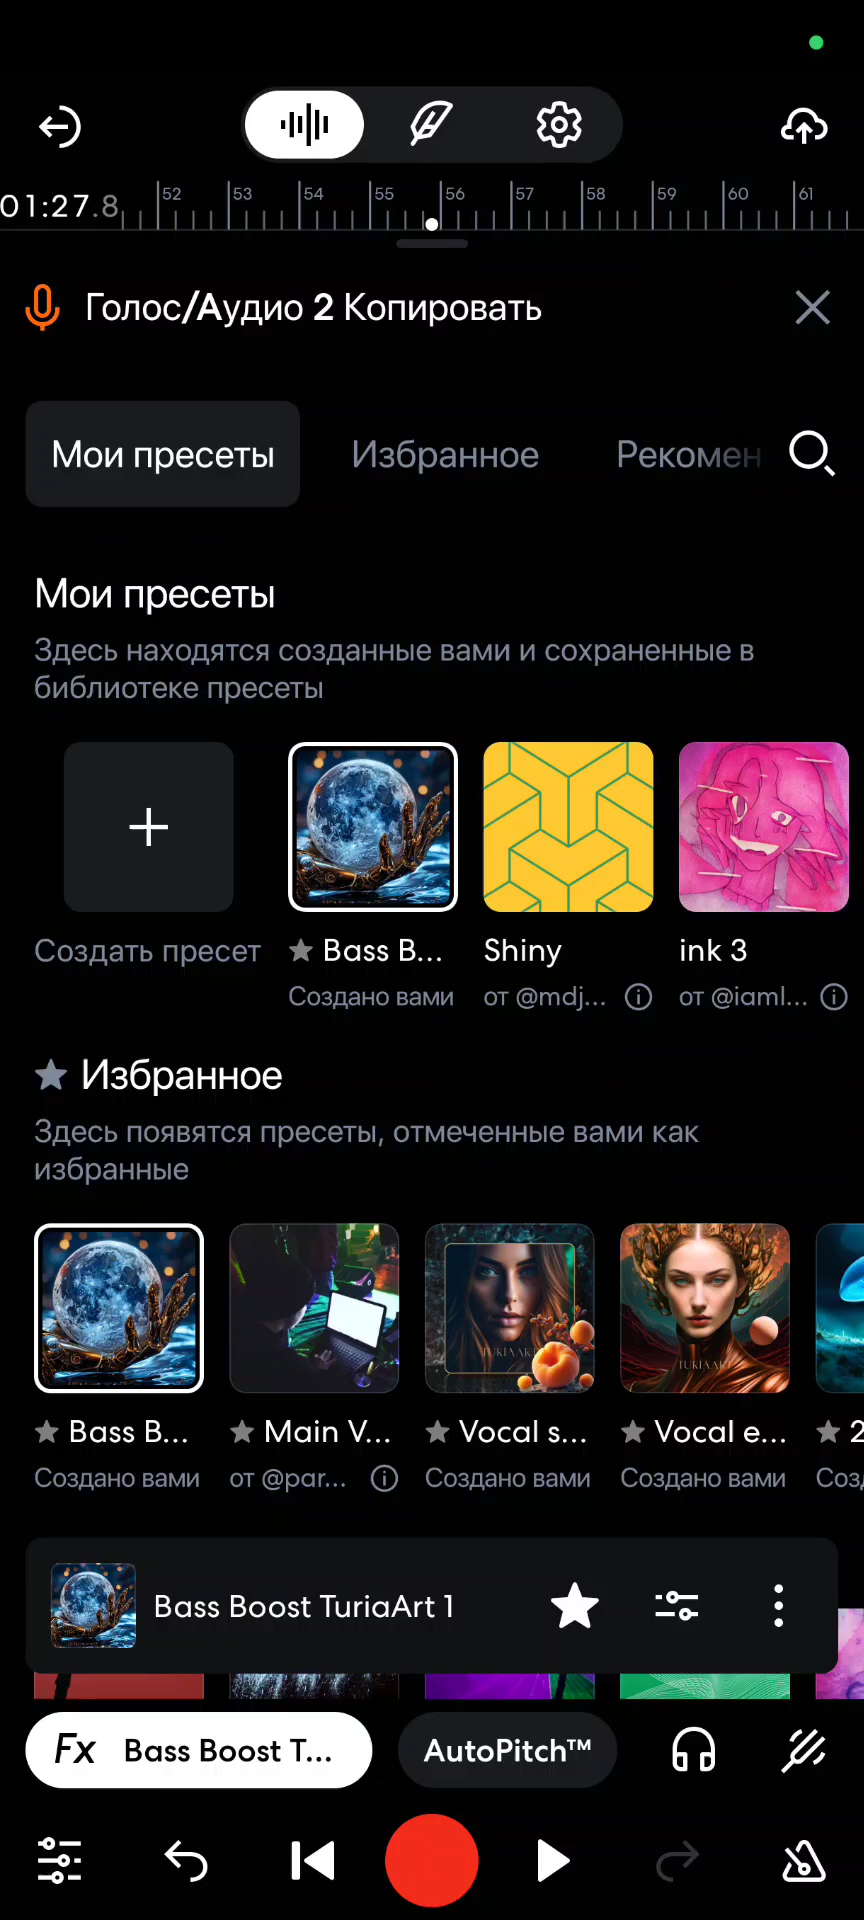 01:27.8
52 53 54 55 56 57 58 59 60 61
Голос/Аудио 2 Копировать
Мои пресеты Избранное Рекомен
Мои пресеты
Здесь находятся созданные вами и сохраненные в
библиотеке пресеты
Создать пресет
Bass B...
Создано вами
Shiny
от @mdj...
ink 3
от @iaml...
Избранное
Здесь появятся пресеты, отмеченные вами как
избранные
TURIAART
Bass B...
Создано вами
Main V...
от @par...
Vocal s...
Создано вами
Vocal e...
Создано вами
2
Соз
Bass Boost TuriaArt 1
Fx Bass Boost T...
AutoPitch™